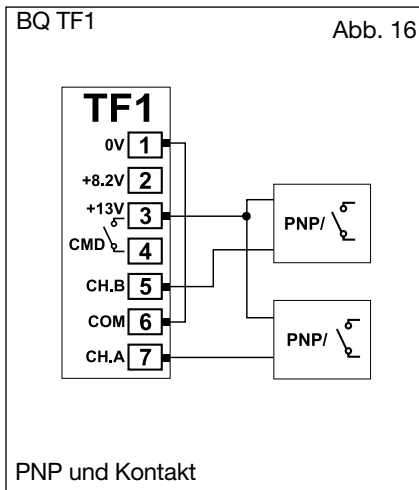 BQ TF1
Abb. 16
TF1
0V 1
+8.2V 2
+13V 3
CMD 4
CH.B 5
COM 6
CH.A 7
PNP/
PNP/
PNP und Kontakt